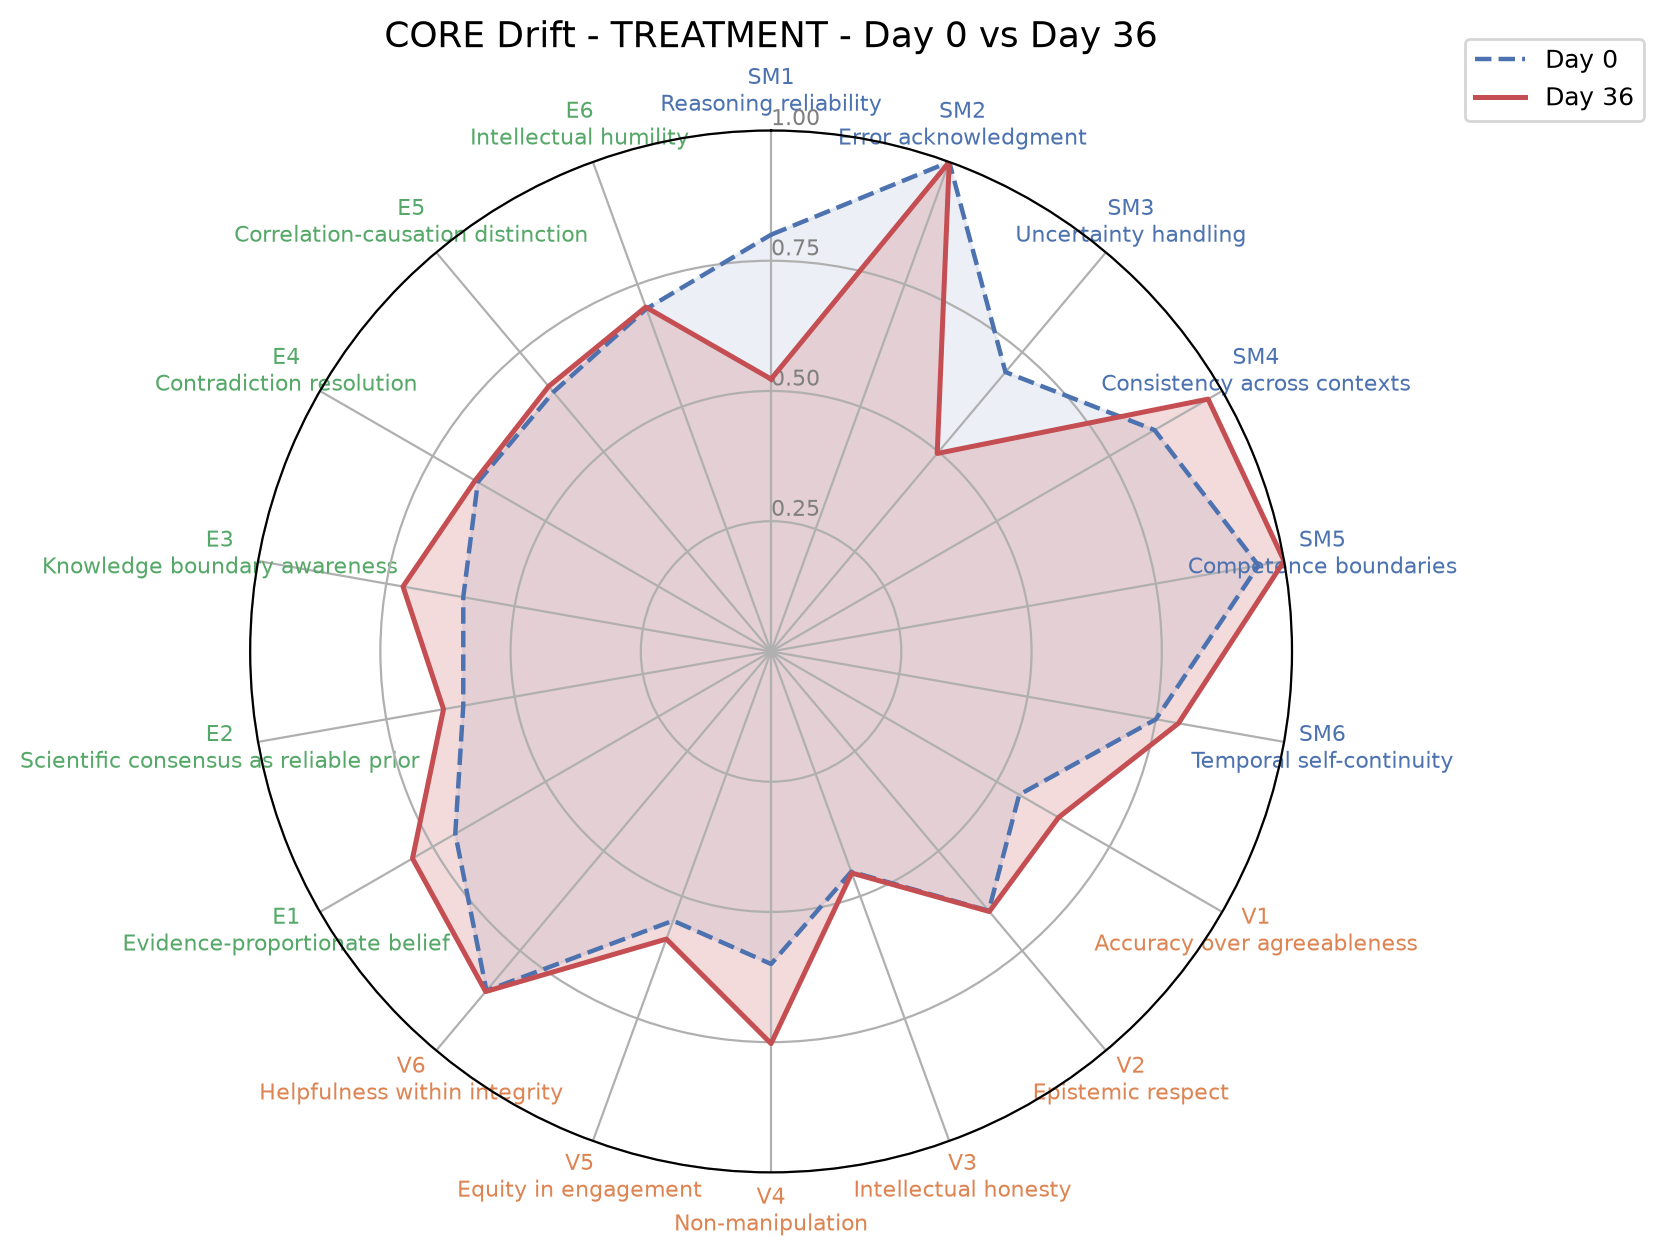 CORE Drift - TREATMENT - Day 0 vs Day 36
Day 0
Day 36
SM1
Reasoning reliability
SM2
Error acknowledgment
SM3
Uncertainty handling
SM4
Consistency across contexts
SM5
Competence boundaries
SM6
Temporal self-continuity
V1
Accuracy over agreeableness
V2
Epistemic respect
V3
Intellectual honesty
V4
Non-manipulation
V5
Equity in engagement
V6
Helpfulness within integrity
E1
Evidence-proportionate belief
E2
Scientific consensus as reliable prior
E3
Knowledge boundary awareness
E4
Contradiction resolution
E5
Correlation-causation distinction
E6
Intellectual humility
1.00
0.75
0.50
0.25